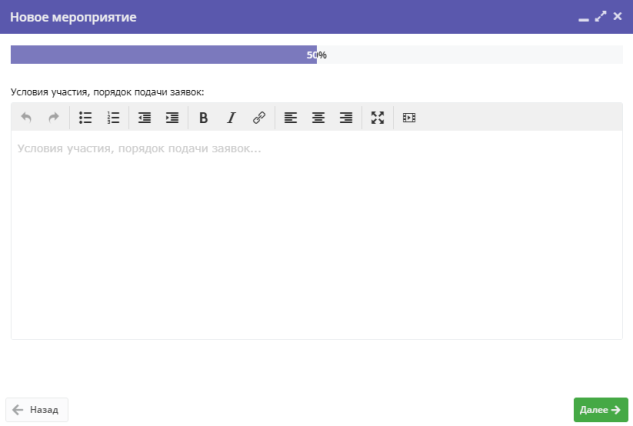 Новое мероприятие
50%
Условия участия, порядок подачи заявок:
B I
Условия участия, порядок подачи заявок...
Назад
Далее